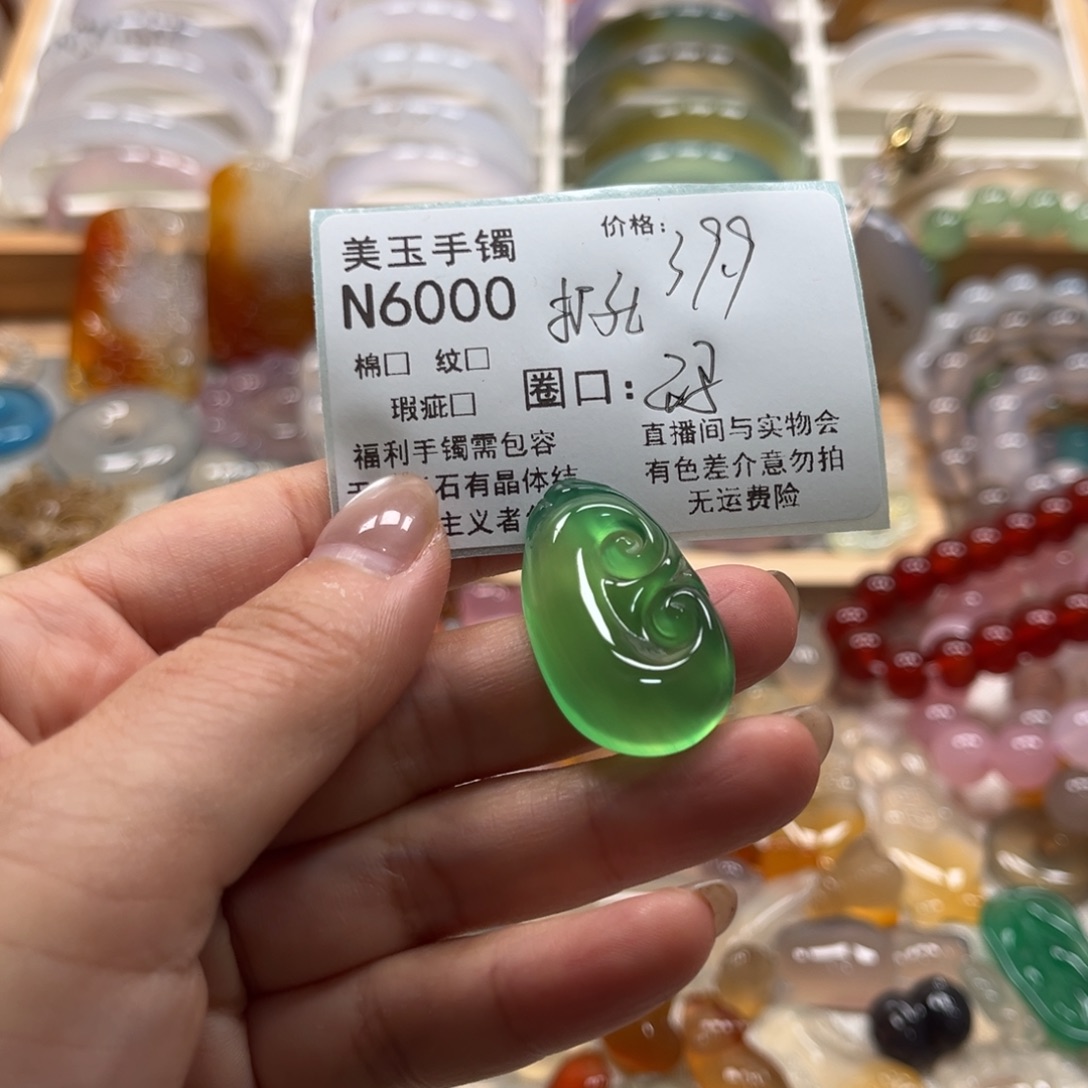 美玉手镯
价格: 399
N6000
打孔
棉□ 纹□
瑕疵□
圈口:
福利手镯需包容
石有晶体结
主义者
直播间与实物会
有色差介意勿拍
无运费险